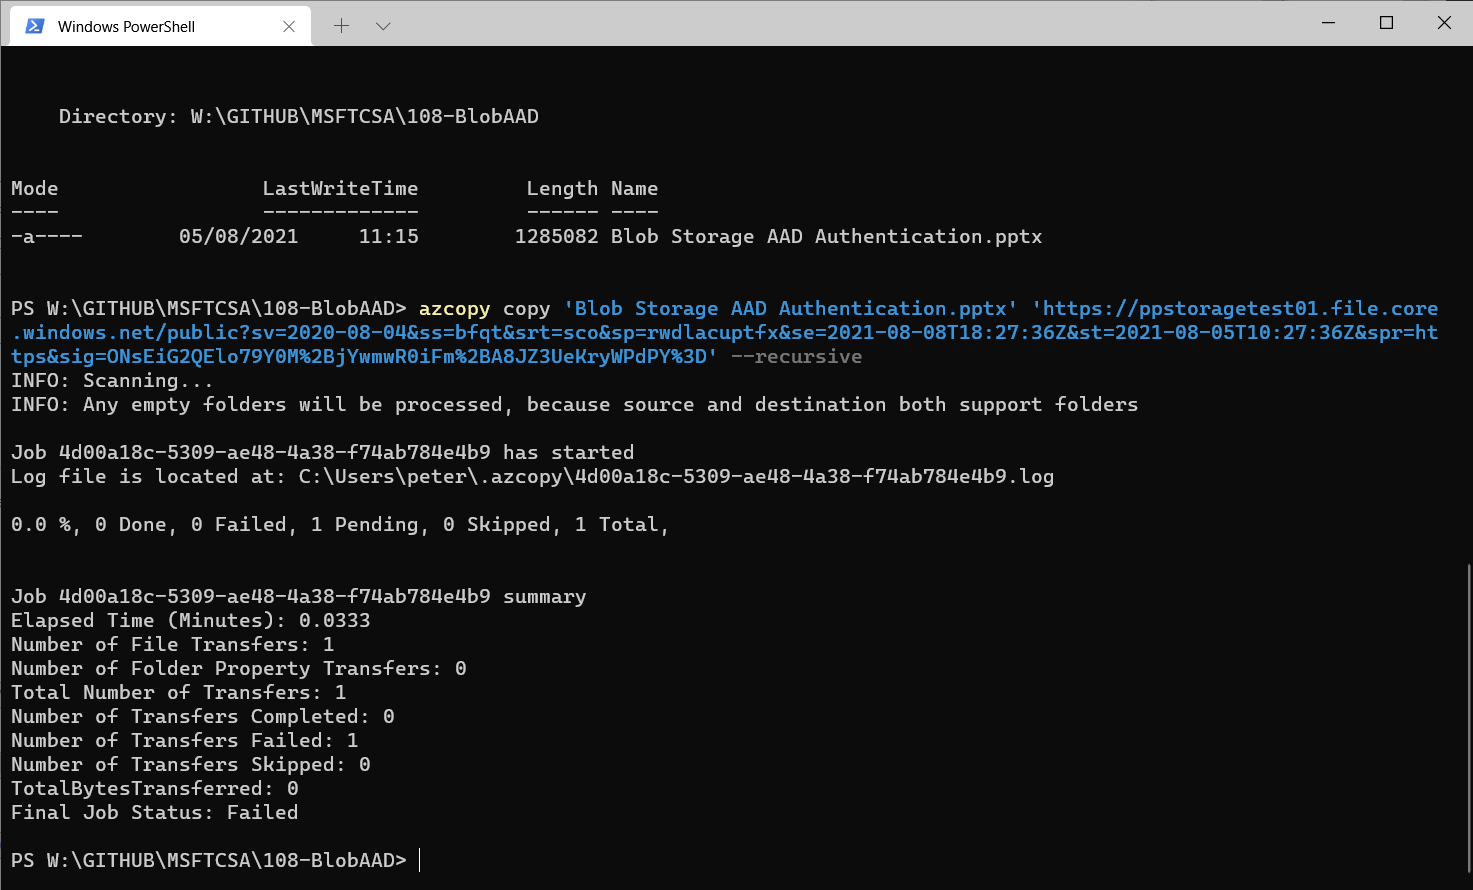 Windows PowerShell
Directory: W:\GITHUB\MSFTCSA\108-BlobAAD
Mode                 LastWriteTime         Length Name
----                 -------------         ------ ----
-a----        05/08/2021     11:15        1285082 Blob Storage AAD Authentication.pptx
PS W:\GITHUB\MSFTCSA\108-BlobAAD> azcopy copy 'Blob Storage AAD Authentication.pptx' 'https://ppstoragetest01.file.core
.windows.net/public?sv=2020-08-04&ss=bfqt&srt=sco&sp=rwdlacuptfx&se=2021-08-08T18:27:36Z&st=2021-08-05T10:27:36Z&spr=ht
tps&sig=ONsEiG2QElo79Y0M%2BjYwmwR0iFm%2BA8JZ3UeKryWPdPY%3D' --recursive
INFO: Scanning...
INFO: Any empty folders will be processed, because source and destination both support folders
Job 4d00a18c-5309-ae48-4a38-f74ab784e4b9 has started
Log file is located at: C:\Users\peter\.azcopy\4d00a18c-5309-ae48-4a38-f74ab784e4b9.log
0.0 %, 0 Done, 0 Failed, 1 Pending, 0 Skipped, 1 Total,
Job 4d00a18c-5309-ae48-4a38-f74ab784e4b9 summary
Elapsed Time (Minutes): 0.0333
Number of File Transfers: 1
Number of Folder Property Transfers: 0
Total Number of Transfers: 1
Number of Transfers Completed: 0
Number of Transfers Failed: 1
Number of Transfers Skipped: 0
TotalBytesTransferred: 0
Final Job Status: Failed
PS W:\GITHUB\MSFTCSA\108-BlobAAD>